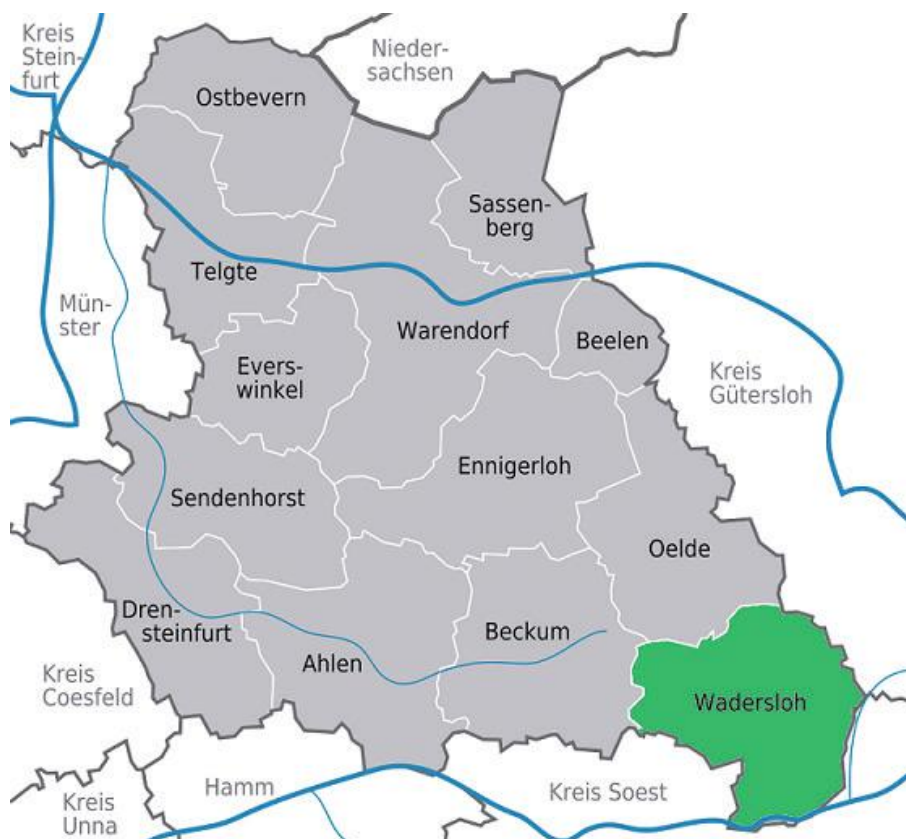 Kreis
Stein-
furt
Nieder-
sachsen
Ostbevern
Sassen-
berg
Telgte
Mün-
ster
Warendorf
Beelen
Evers-
winkel
Kreis
Gütersloh
Ennigerloh
Sendenhorst
Oelde
Dren-
steinfurt
Beckum
Ahlen
Kreis
Coesfeld
Wadersloh
Hamm
Kreis Soest
Kreis
Unna